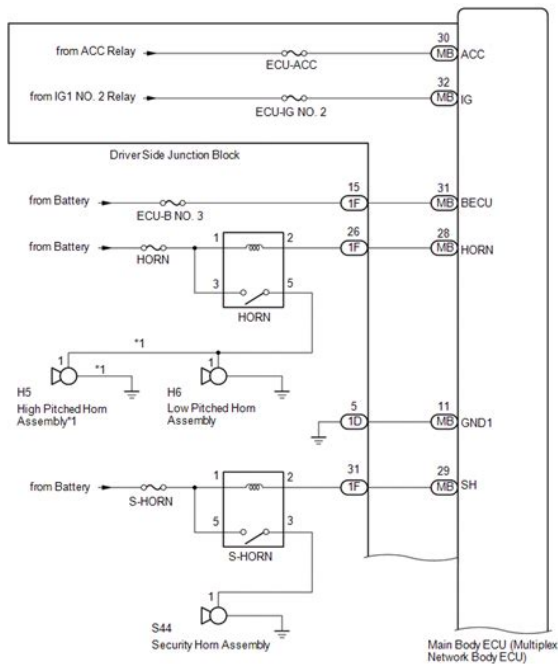 30
from ACC Relay
MB
ACC
ECU-ACC
32
from IG1 NO. 2 Relay
MB
IG
ECU-IG NO. 2
Driver Side Junction Block
15
31
from Battery
1F
MB
BECU
ECU-B NO. 3
26
28
from Battery
1
2
1F
MB
HORN
HORN
3
5
HORN
*1
1
*1
1
H5
High Pitched Horn
Assembly*1
H6
Low Pitched Horn
Assembly
5
11
1D
MB
GND1
31
29
from Battery
1
2
1F
MB
SH
S-HORN
5
3
S-HORN
1
S44
Security Horn Assembly
Main Body ECU (Multiplex
Network Body ECU)